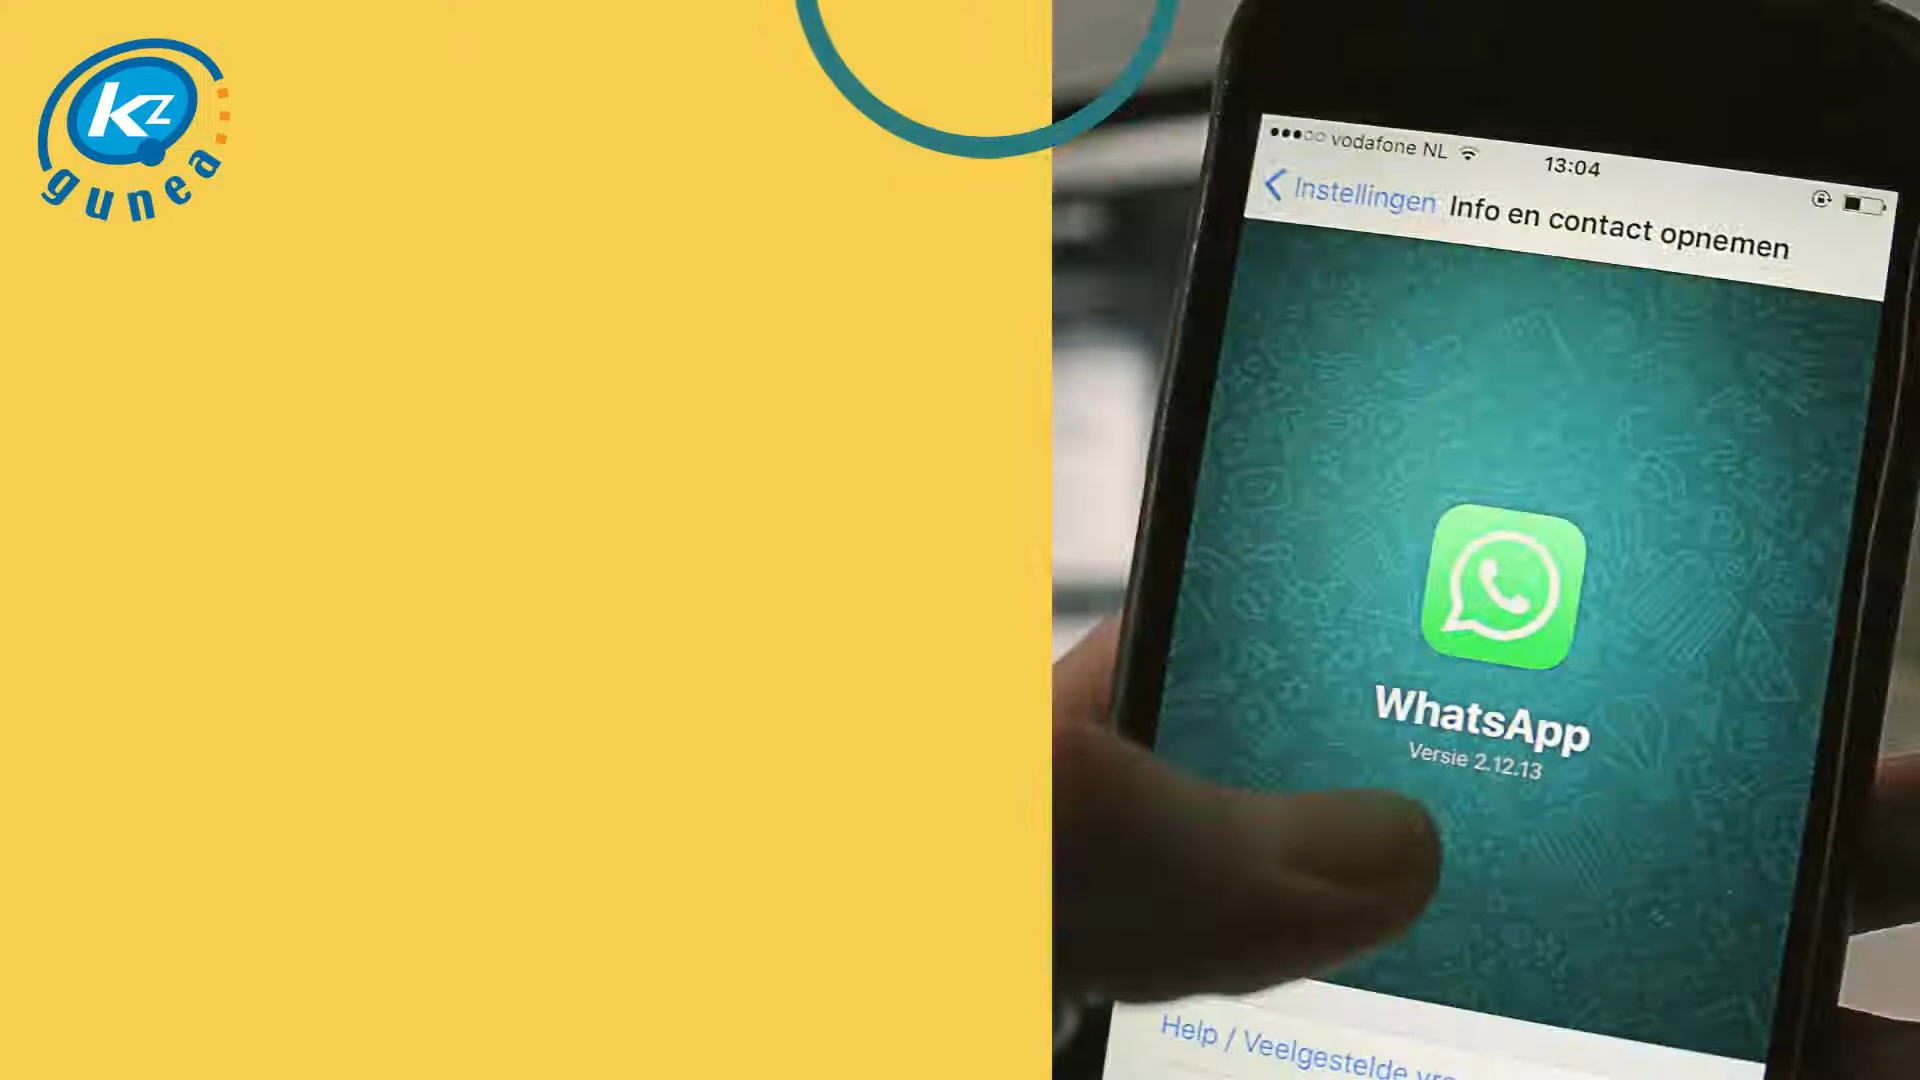 Kz
gunea
vodafone NL
13:04
Instellingen
Info en contact opnemen
WhatsApp
Versie 2.12.13
Help / Veelgestelde